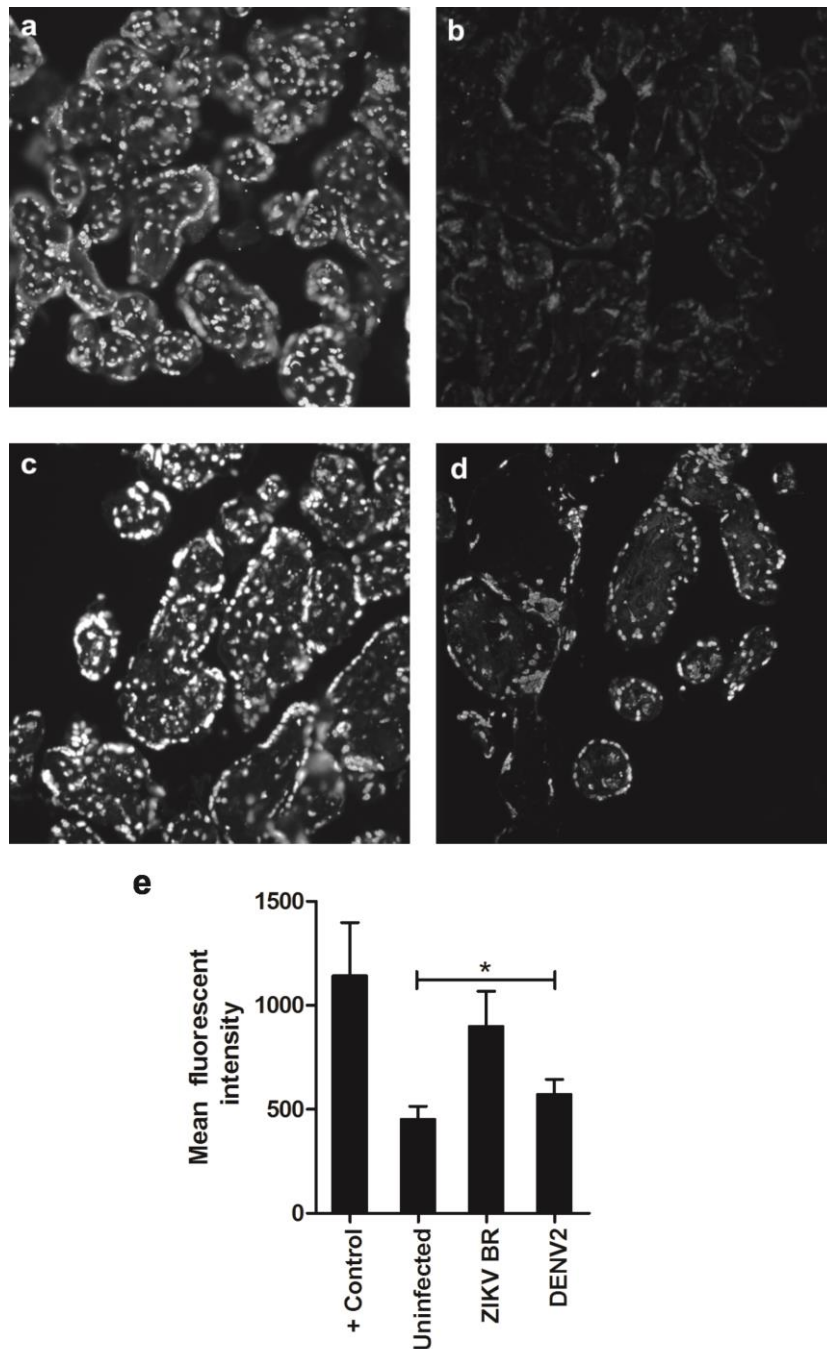 a
b
c
d
e
1500
1000
500
0
Mean fluorescent
intensity
*
+ Control
Uninfected
ZIKV BR
DENV2